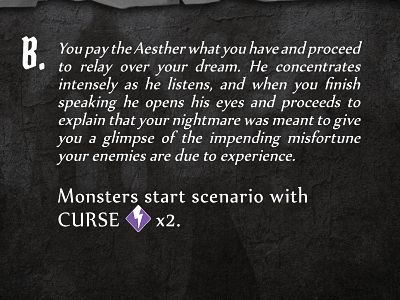 B. You pay the Aesther what you have and proceed
to relay over your dream. He concentrates
intensely as he listens, and when you finish
speaking he opens his eyes and proceeds to
explain that your nightmare was meant to give
you a glimpse of the impending misfortune
your enemies are due to experience.
Monsters start scenario with
CURSE x2.